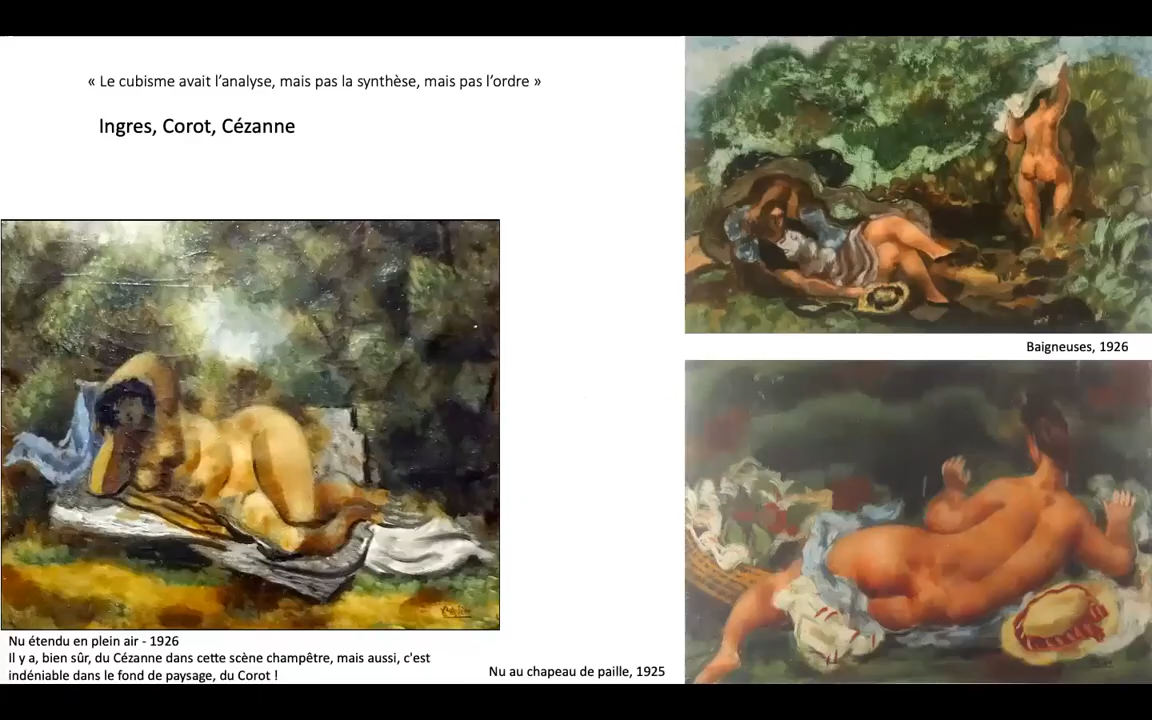 « Le cubisme avait l’analyse, mais pas la synthèse, mais pas l’ordre »
Ingres, Corot, Cézanne
Baigneuses, 1926
Nu étendu en plein air - 1926
Il y a, bien sûr, du Cézanne dans cette scène champêtre, mais aussi, c'est
indéniable dans le fond de paysage, du Corot !
Nu au chapeau de paille, 1925